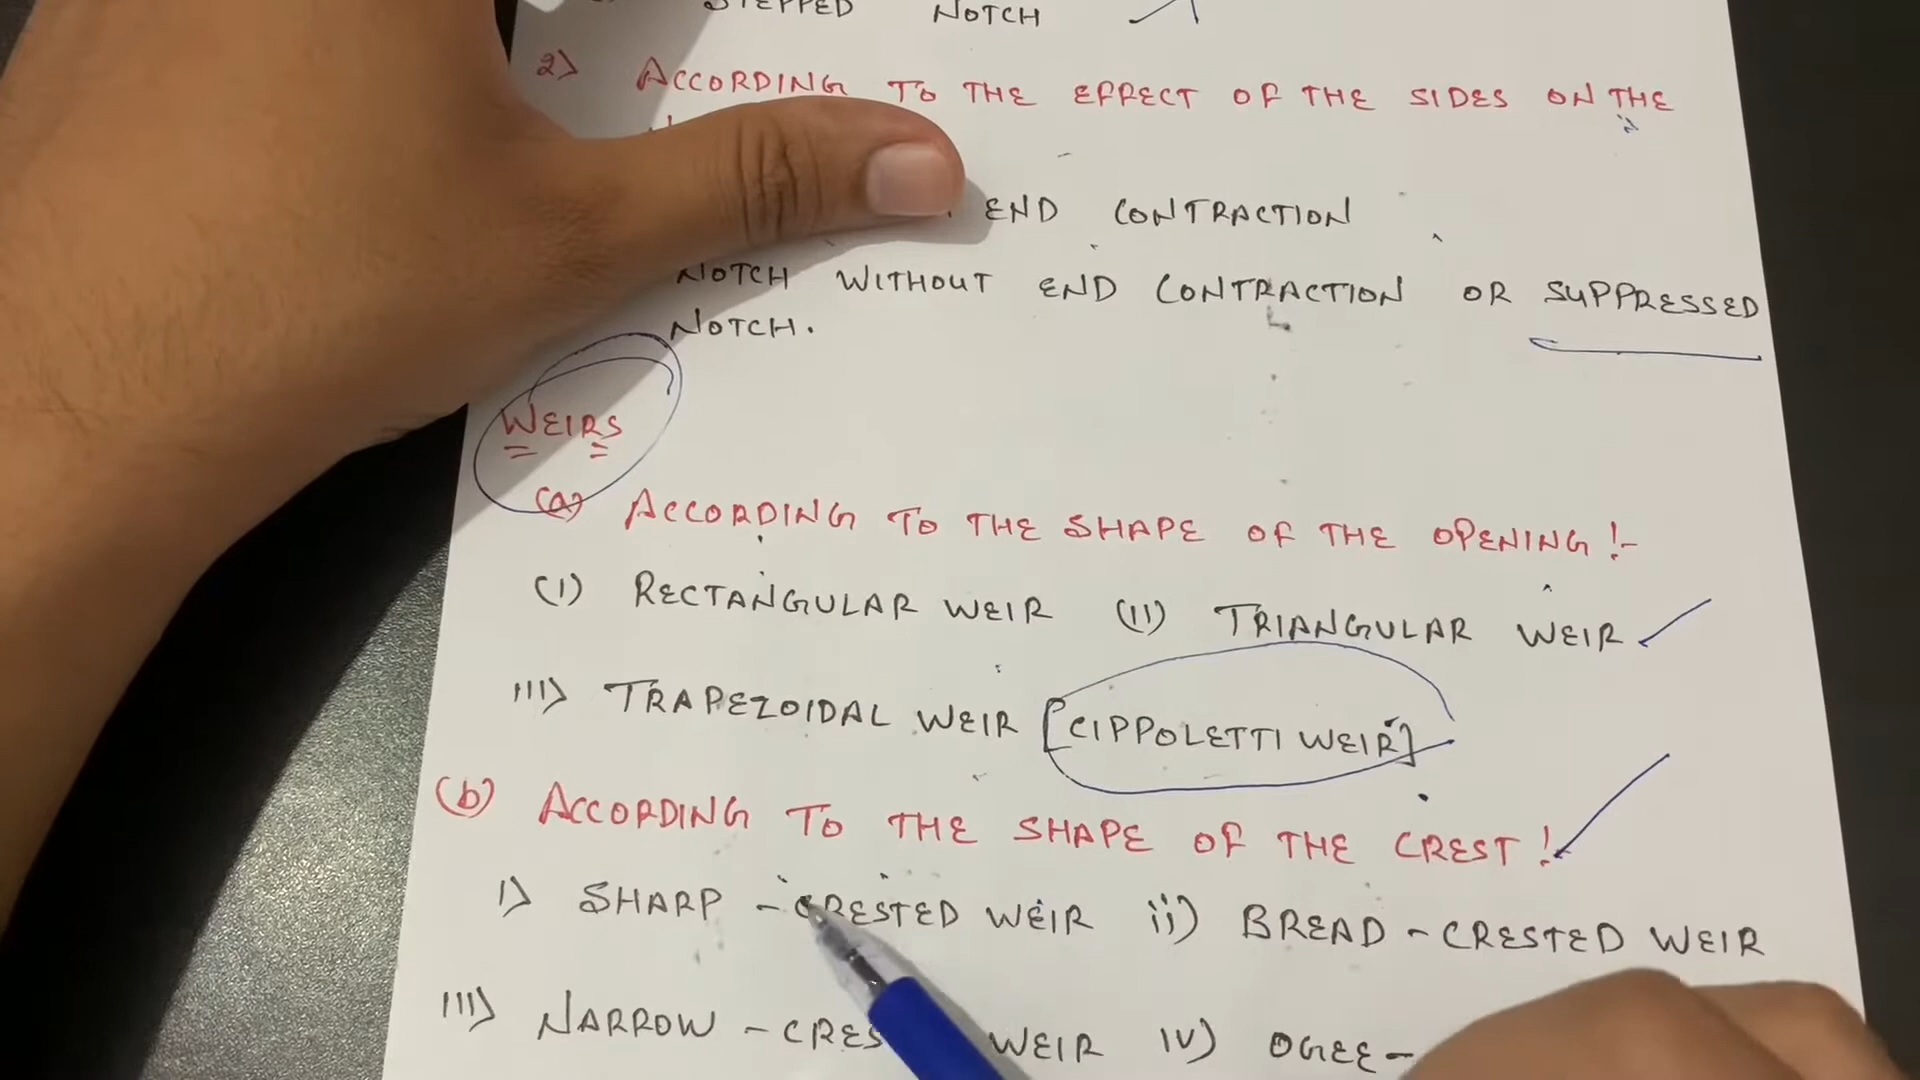 STEPPED NOTCH
2) ACCORDING TO THE EFFECT OF THE SIDES ON THE
END CONTRACTION
NOTCH WITHOUT END CONTRACTION OR SUPPRESSED
NOTCH.
WEIRS
(a) ACCORDING TO THE SHAPE OF THE OPENING !-
(I) RECTANGULAR WEIR (II) TRIANGULAR WEIR
III) TRAPEZOIDAL WEIR [CIPPOLETTI WEIR]
(b) ACCORDING TO THE SHAPE OF THE CREST !
I) SHARP - CRESTED WEIR ii) BREAD - CRESTED WEIR
III) NARROW - CRES WEIR IV) OGEE -